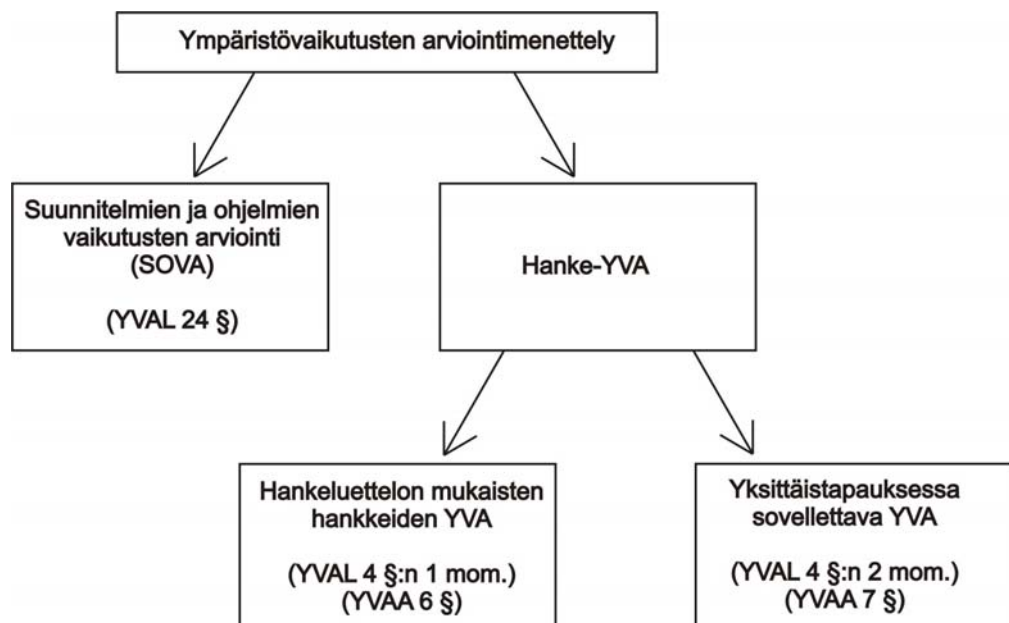 Ympäristövaikutusten arviointimenettely
Suunnitelmien ja ohjelmien
vaikutusten arviointi
(SOVA)
(YVAL 24 §)
Hanke-YVA
Hankeluettelon mukaisten
hankkeiden YVA
(YVAL 4 §:n 1 mom.)
(YVAA 6 §)
Yksittäistapauksessa
sovellettava YVA
(YVAL 4 §:n 2 mom.)
(YVAA 7 §)